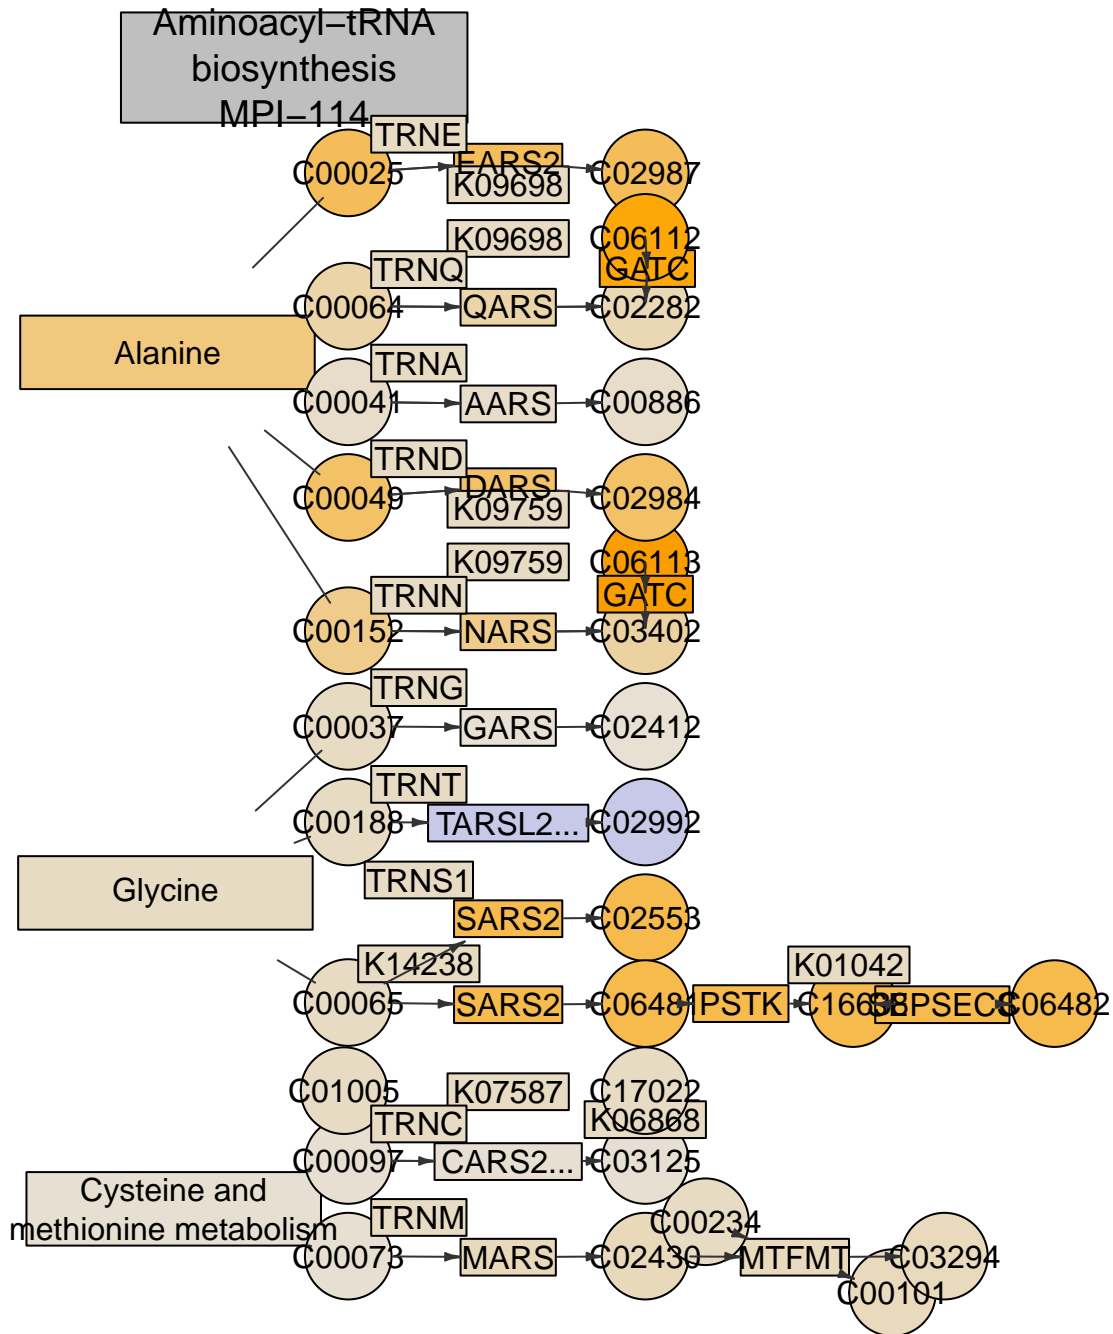 Aminoacyl−tRNA
biosynthesis
MPI−114
TRNE
C00025
EARS2
K09698
C02987
K09698
C06112
TRNQ
GATC
C00064
QARS
C02282
Alanine
TRNA
C00041
AARS
C00886
TRND
C00049
DARS
K09759
C02984
K09759
C06113
TRNN
GATC
C00152
NARS
C03402
TRNG
C00037
GARS
C02412
TRNT
C00188
TARSL2...
C02992
Glycine
TRNS1
SARS2
C02553
K14238
K01042
C00065
SARS2
C06481
PSTK
SEPSECS
C06482
C01005
K07587
C17022
TRNC
K06868
C00097
CARS2...
C03125
Cysteine and
methionine metabolism
TRNM
C00234
C00073
MARS
C02430
MTFMT
C03294
C00101